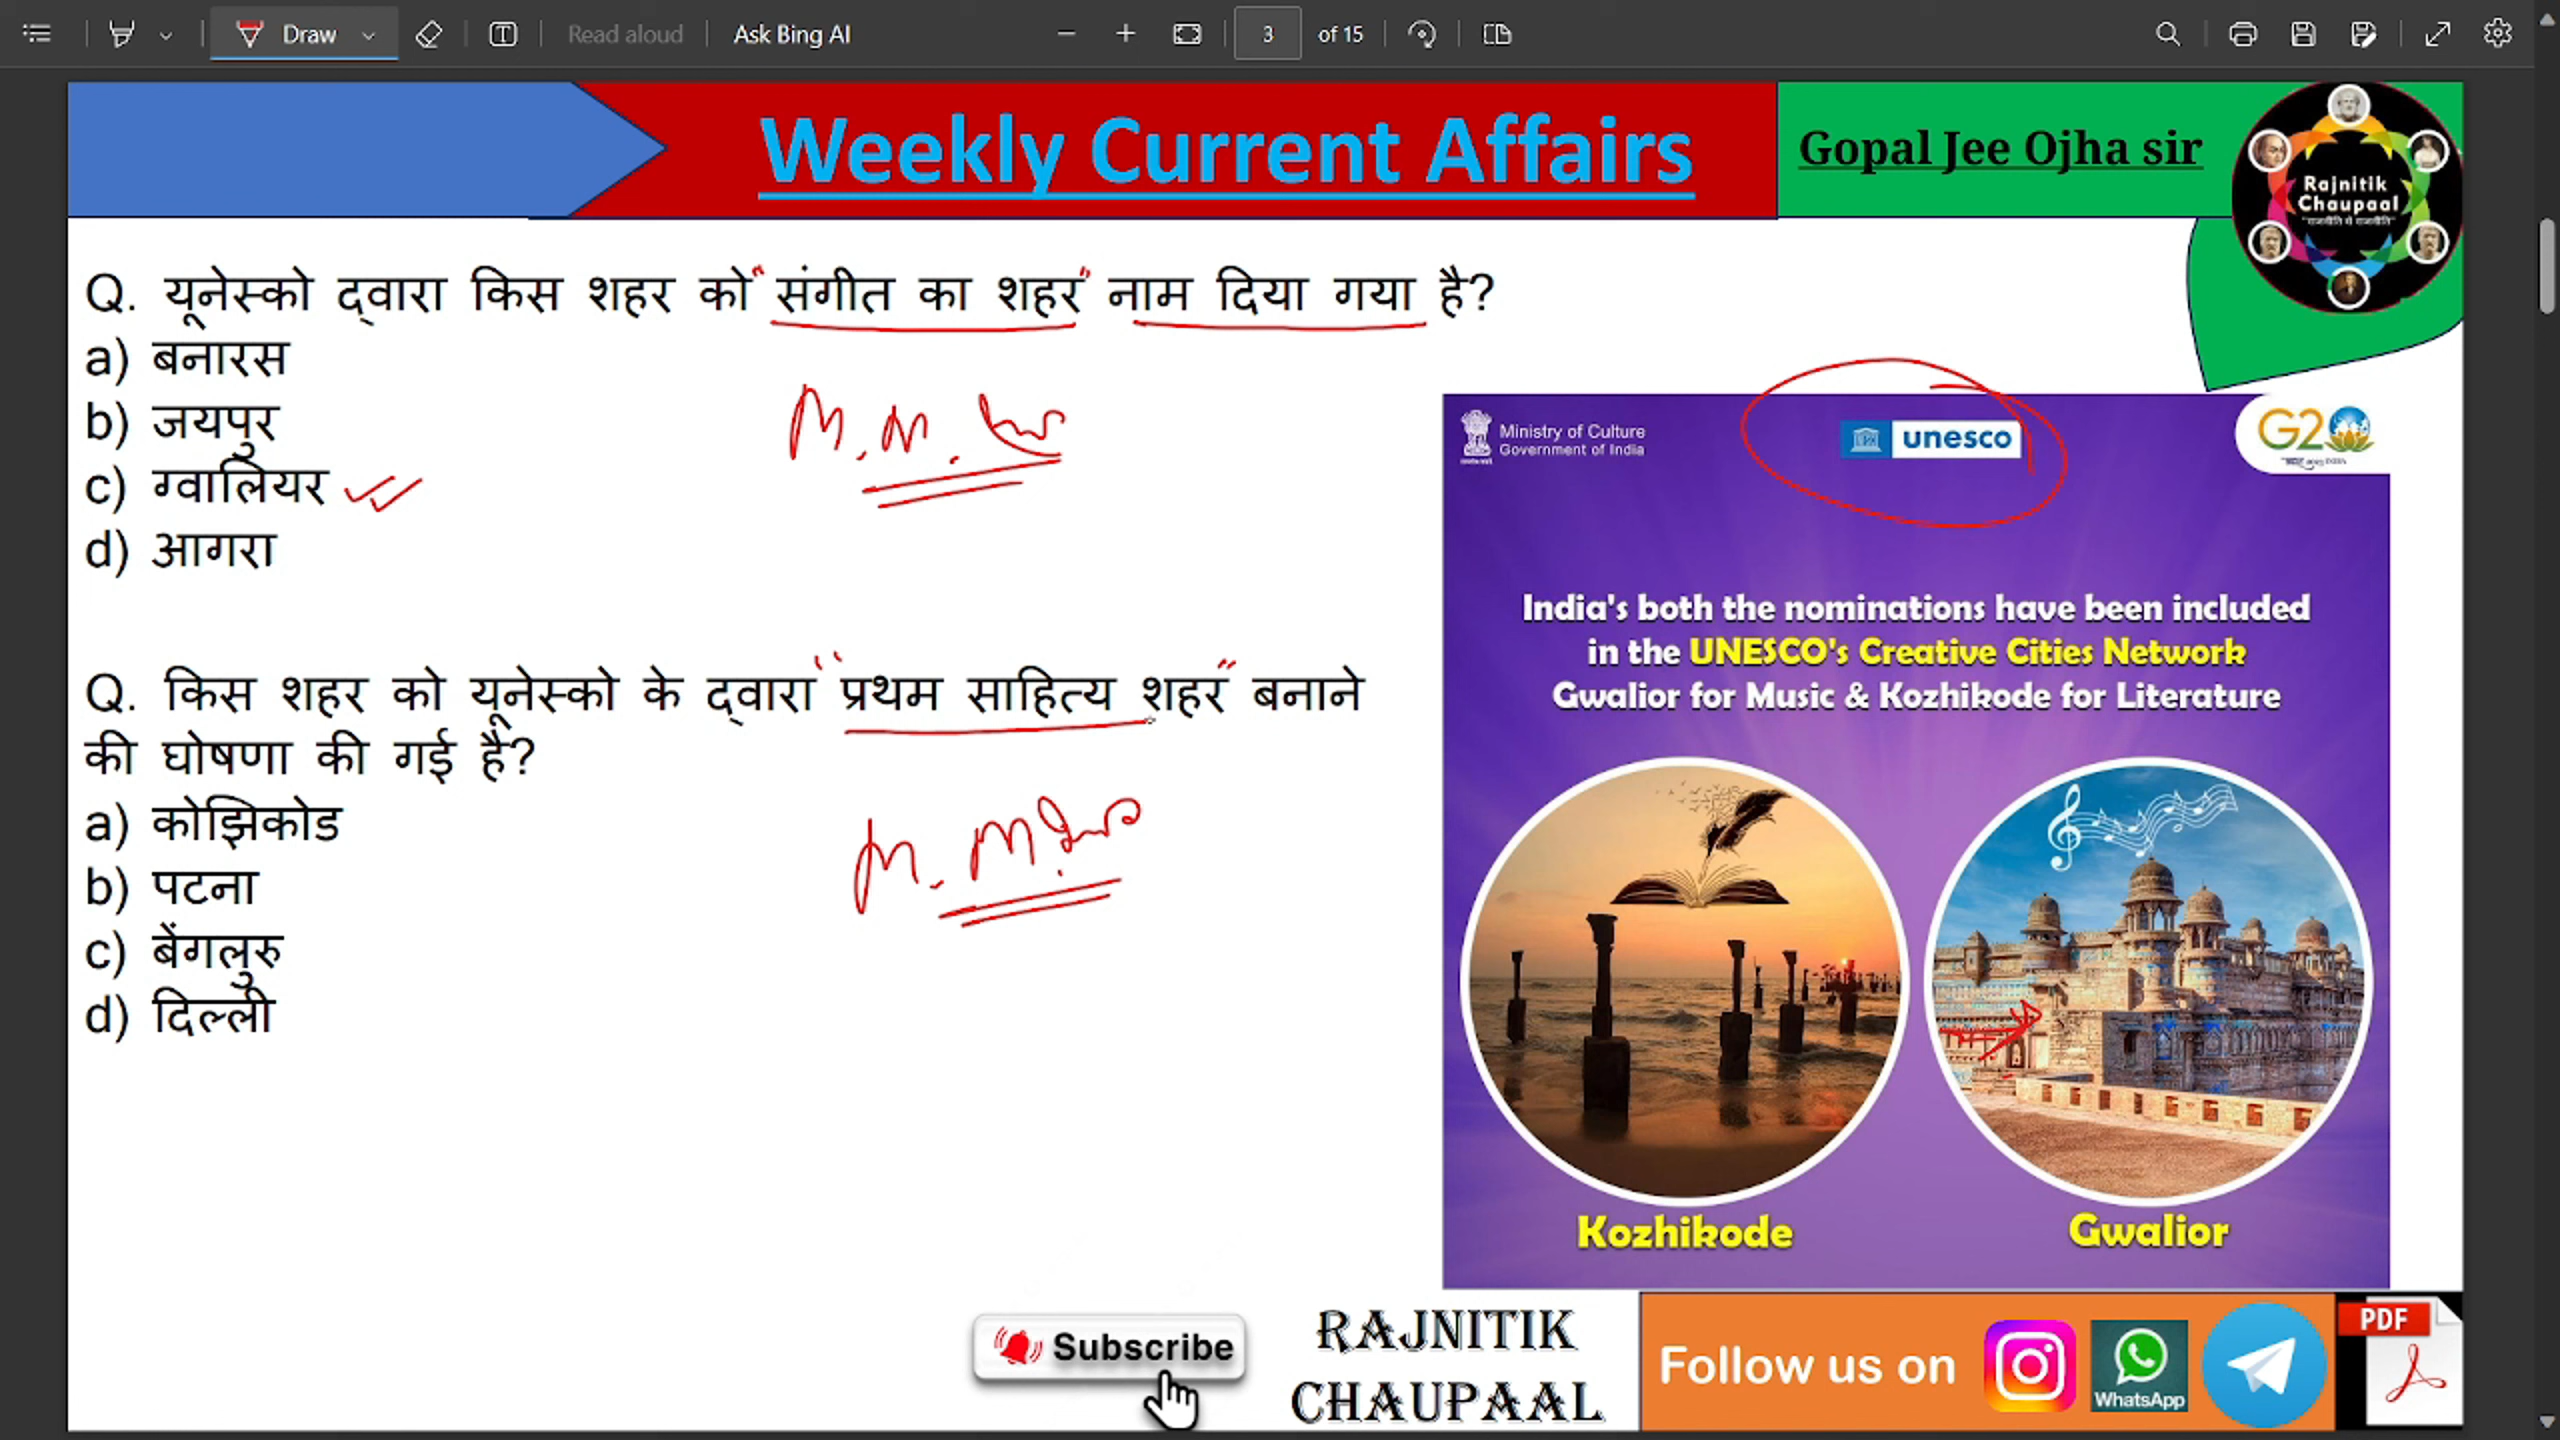 Draw
Read aloud
Ask Bing AI
3 of 15
Weekly Current Affairs
Gopal Jee Ojha sir
Rajnitik
Chaupaal
Q. यूनेस्को द्वारा किस शहर को "संगीत का शहर" नाम दिया गया है?
a) बनारस
b) जयपुर
c) ग्वालियर
d) आगरा
M.M.
Q. किस शहर को यूनेस्को के द्वारा "प्रथम साहित्य शहर" बनाने
की घोषणा की गई है?
a) कोझिकोड
b) पटना
c) बेंगलुरु
d) दिल्ली
M. M
Ministry of Culture
Government of India
unesco
G20
India's both the nominations have been included
in the UNESCO's Creative Cities Network
Gwalior for Music & Kozhikode for Literature
Kozhikode
Gwalior
Subscribe
RAJNITIK
CHAUPAAL
Follow us on
WhatsApp
PDF